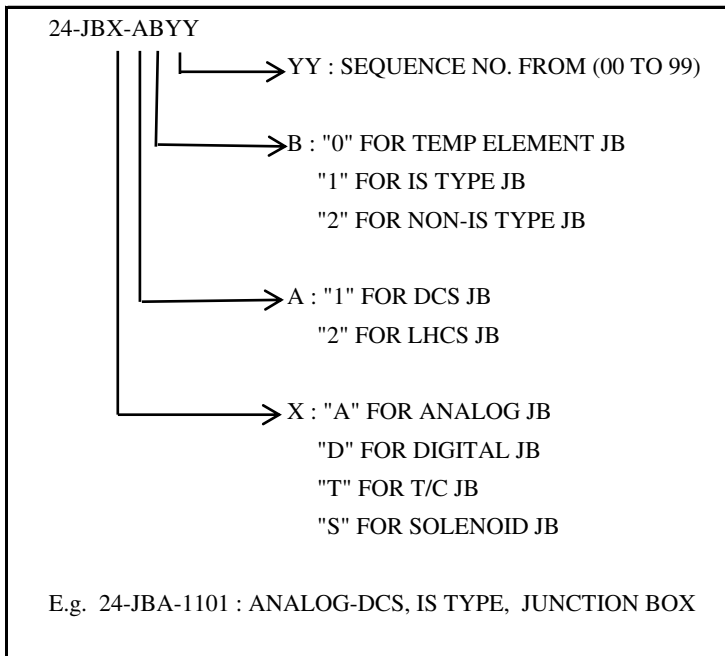 24-JBX-ABYY
YY : SEQUENCE NO. FROM (00 TO 99)
B : "0" FOR TEMP ELEMENT JB
"1" FOR IS TYPE JB
"2" FOR NON-IS TYPE JB
A : "1" FOR DCS JB
"2" FOR LHCS JB
X : "A" FOR ANALOG JB
"D" FOR DIGITAL JB
"T" FOR T/C JB
"S" FOR SOLENOID JB
E.g. 24-JBA-1101 : ANALOG-DCS, IS TYPE, JUNCTION BOX